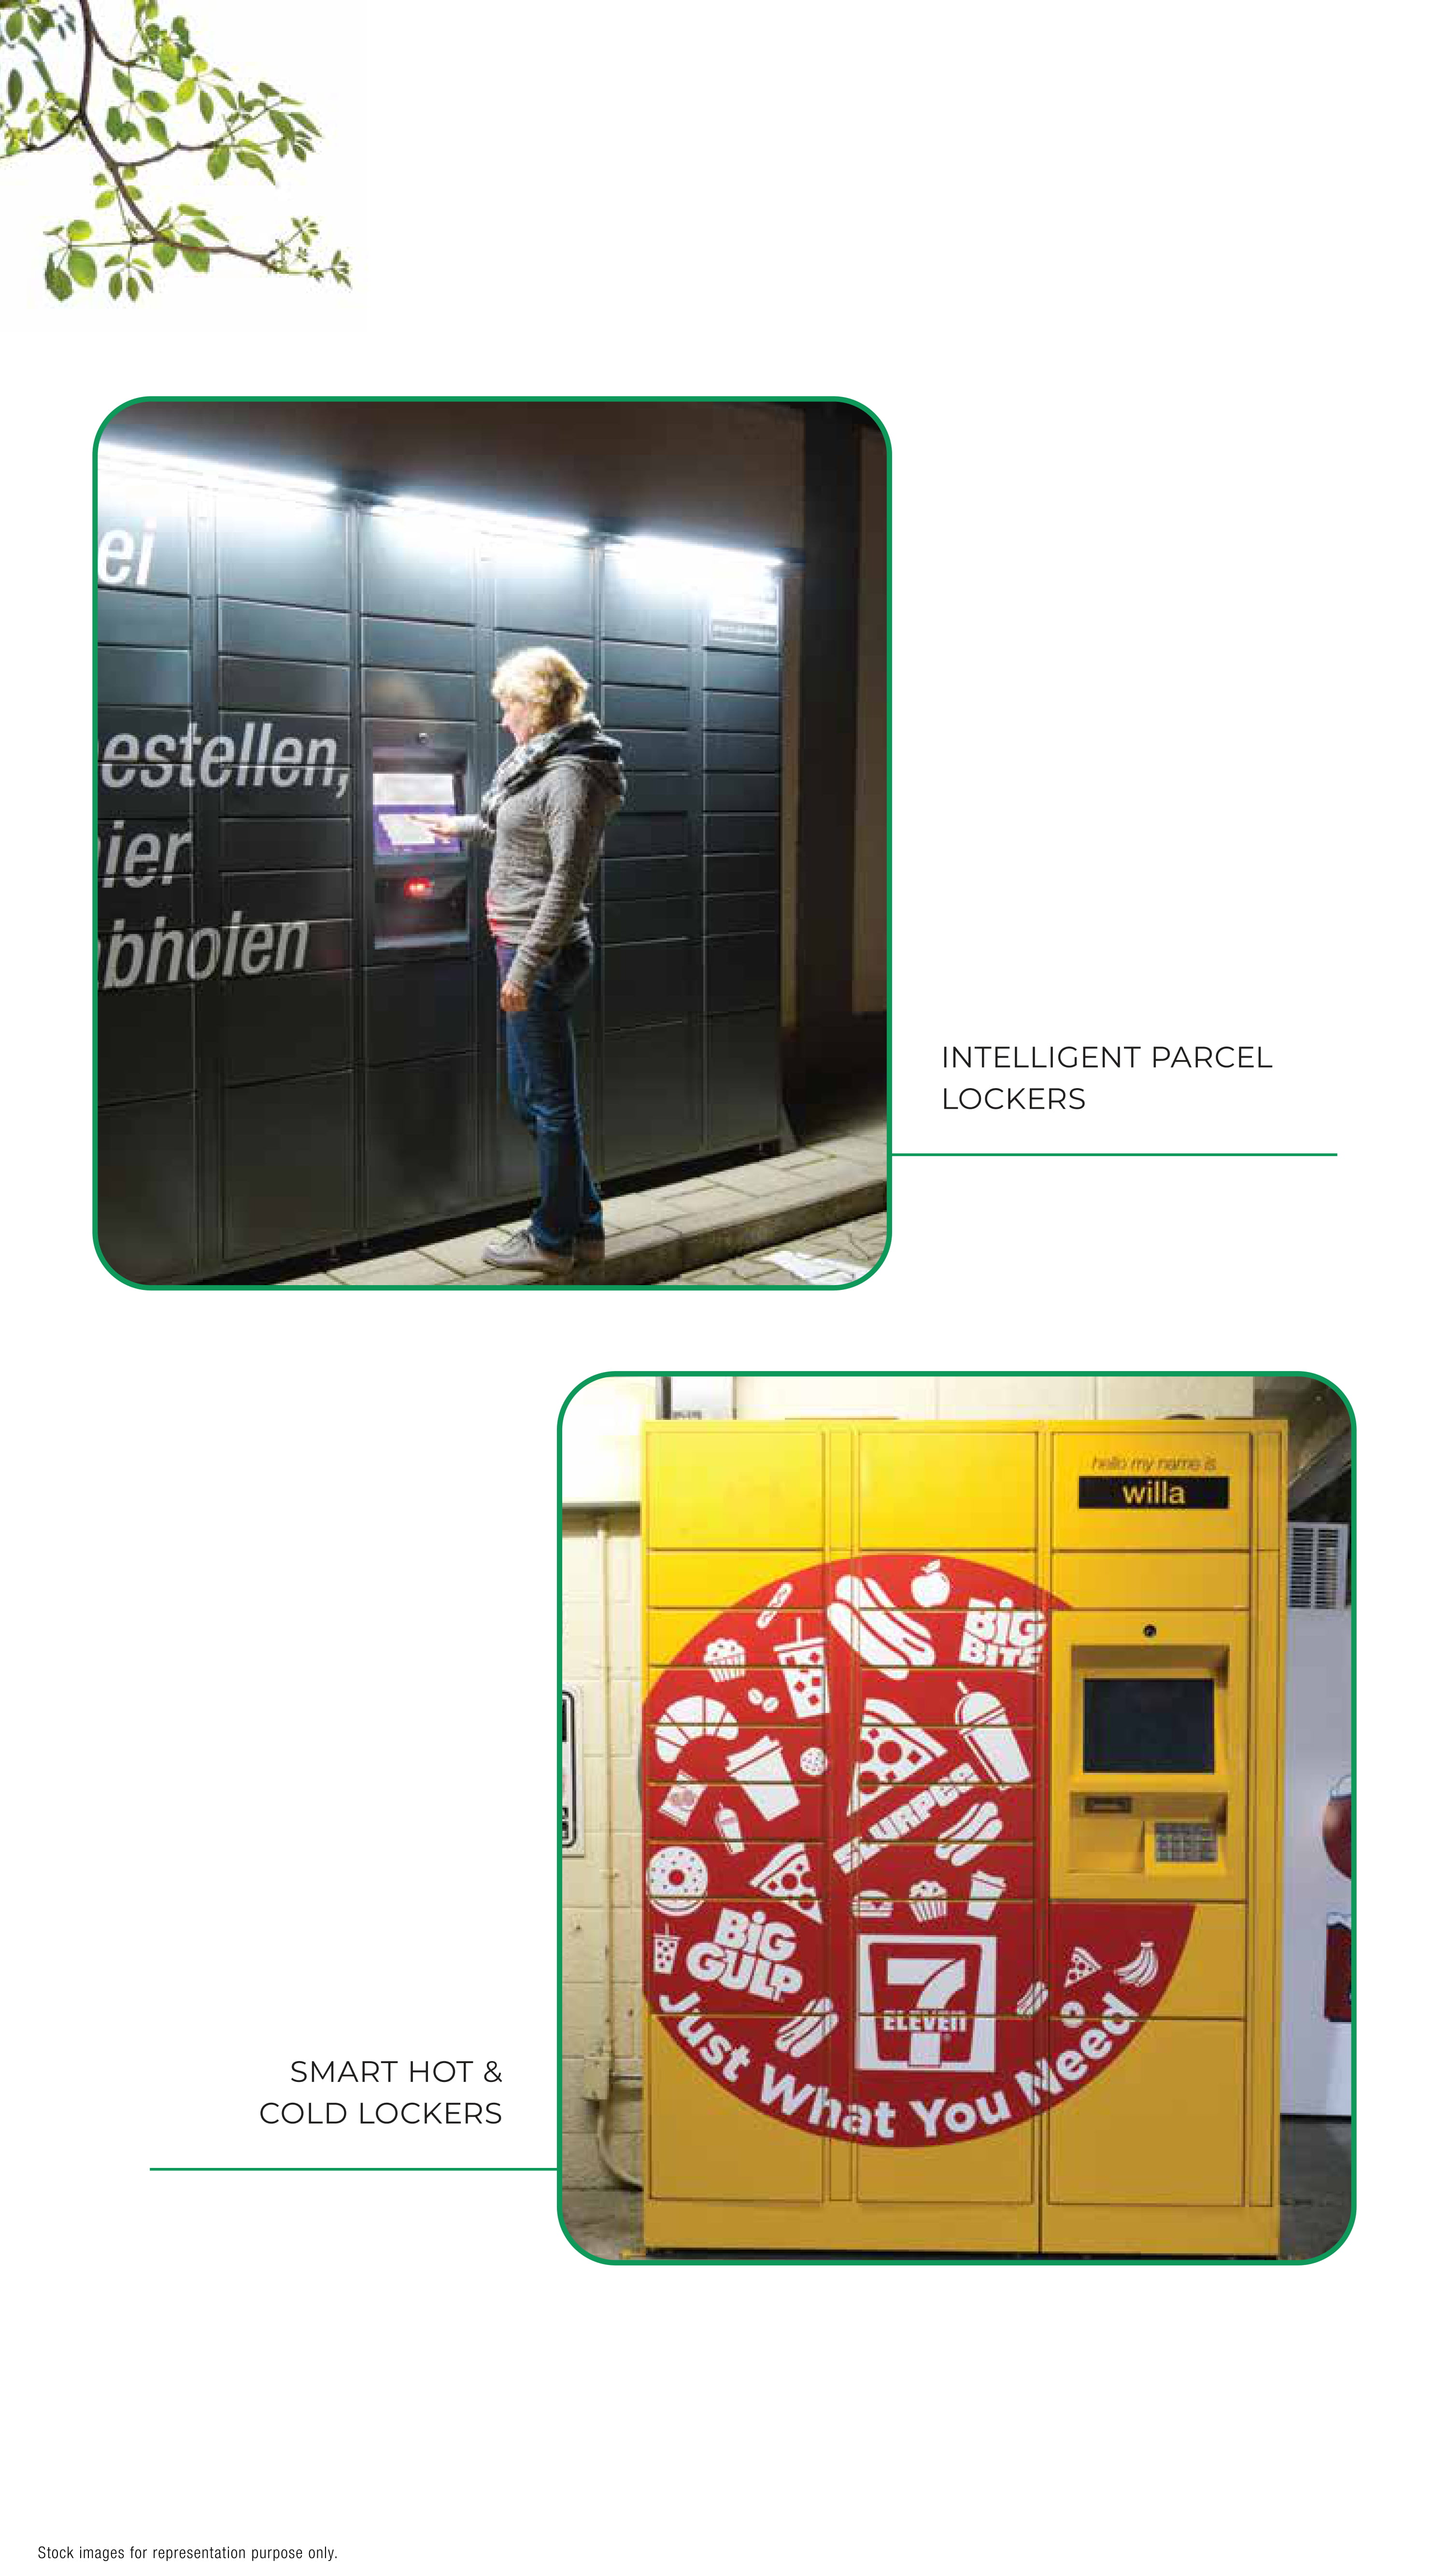 ei
estellen,
ier
bholen
INTELLIGENT PARCEL
LOCKERS
hello my name is
willa
BIG
BITE
SLURPEE
BIG
GULP
7
ELEVEN
Just What You Need
SMART HOT &
COLD LOCKERS
Stock images for representation purpose only.